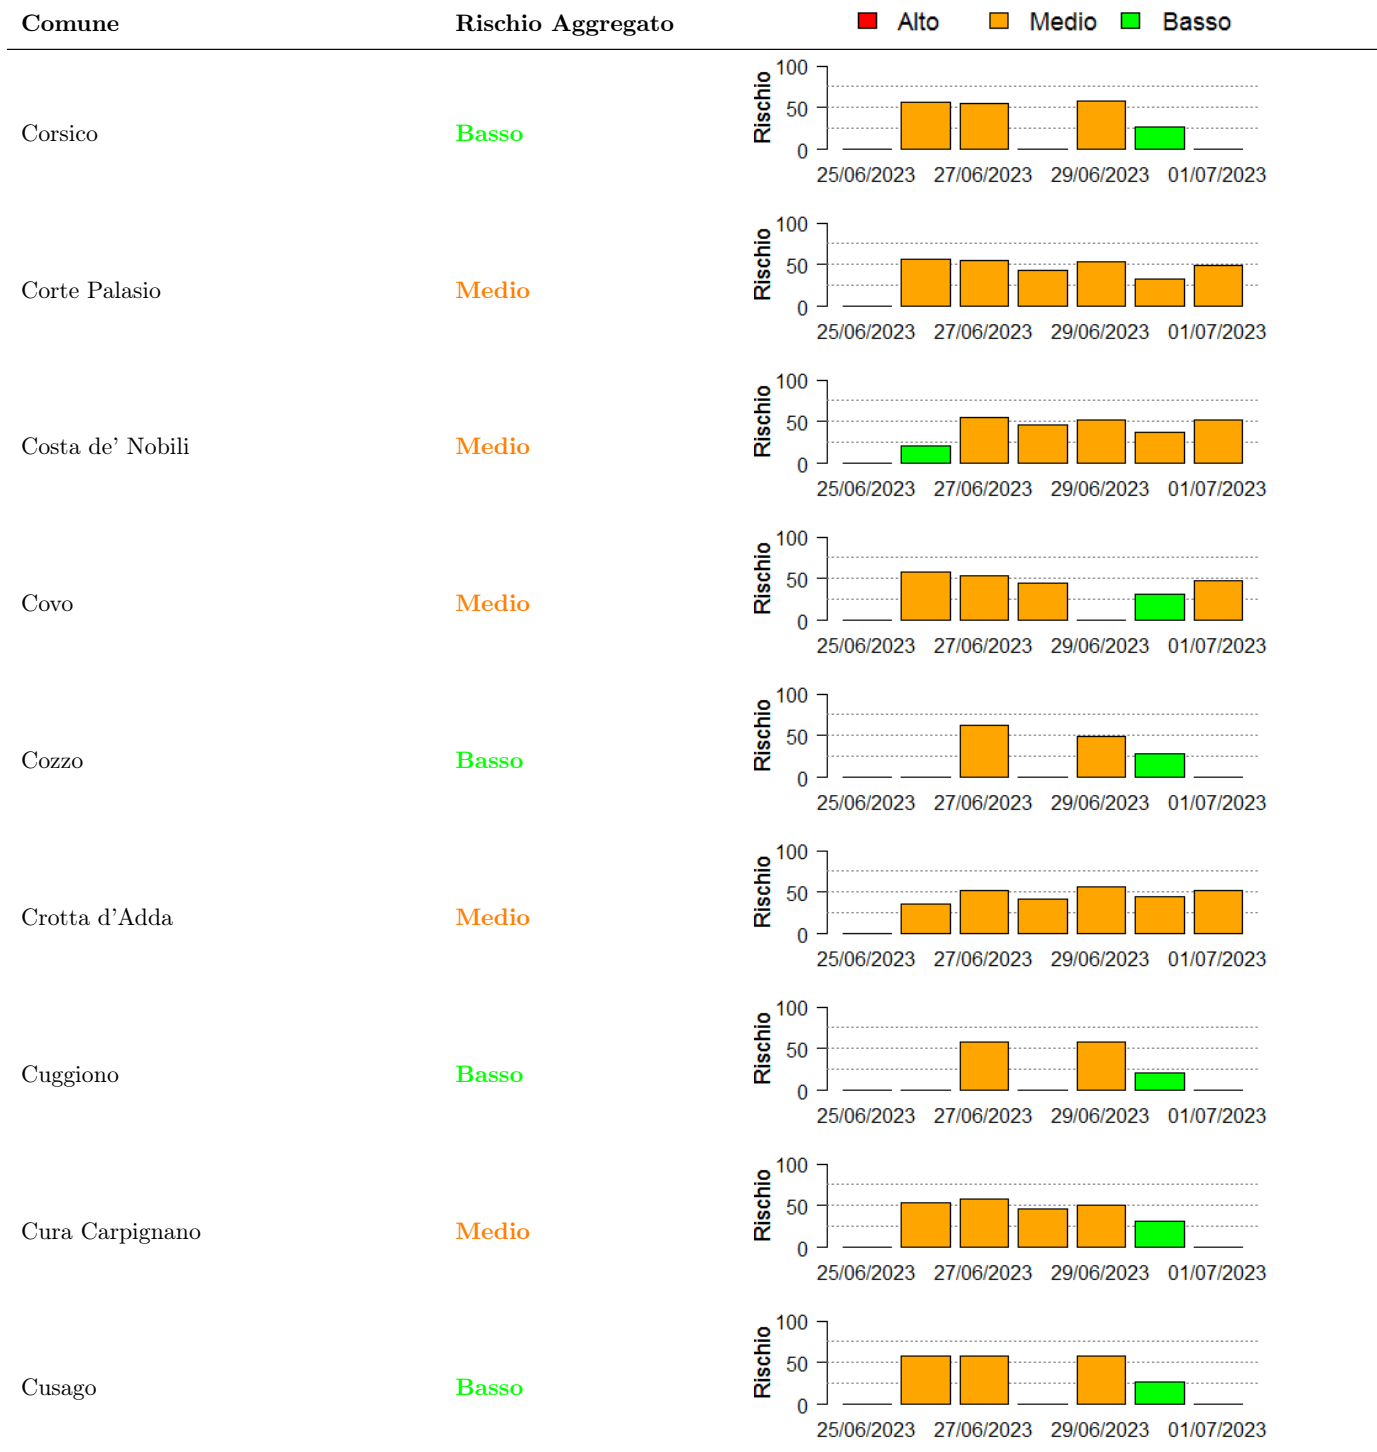 Comune Rischio Aggregato Alto Medio Basso
100
50
0
Rischio
Corsico Basso
25/06/2023 27/06/2023 29/06/2023 01/07/2023
100
50
0
Rischio
Corte Palasio Medio
25/06/2023 27/06/2023 29/06/2023 01/07/2023
100
50
0
Rischio
Costa de' Nobili Medio
25/06/2023 27/06/2023 29/06/2023 01/07/2023
100
50
0
Rischio
Covo Medio
25/06/2023 27/06/2023 29/06/2023 01/07/2023
100
50
0
Rischio
Cozzo Basso
25/06/2023 27/06/2023 29/06/2023 01/07/2023
100
50
0
Rischio
Crotta d'Adda Medio
25/06/2023 27/06/2023 29/06/2023 01/07/2023
100
50
0
Rischio
Cuggiono Basso
25/06/2023 27/06/2023 29/06/2023 01/07/2023
100
50
0
Rischio
Cura Carpignano Medio
25/06/2023 27/06/2023 29/06/2023 01/07/2023
100
50
0
Rischio
Cusago Basso
25/06/2023 27/06/2023 29/06/2023 01/07/2023